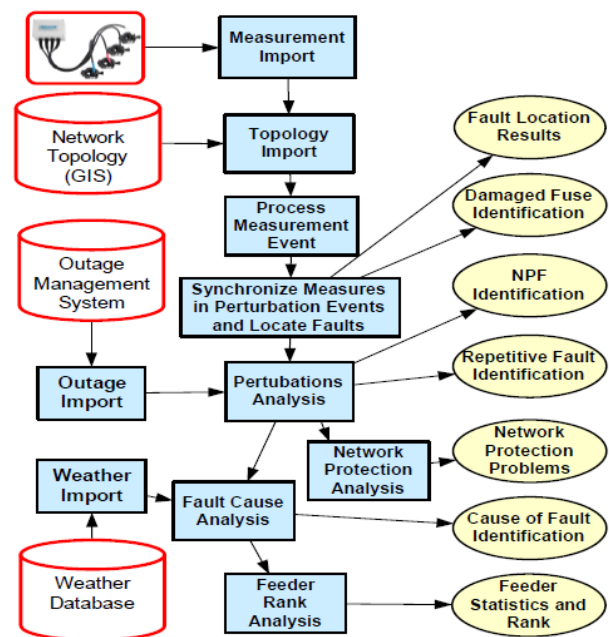 Measurement
Import
Network
Topology
(GIS)
Topology
Import
Fault Location
Results
Process
Measurement
Event
Damaged Fuse
Identification
Outage
Management
System
Synchronize Measures
in Perturbation Events
and Locate Faults
NPF
Identification
Outage
Import
Pertubations
Analysis
Repetitive Fault
Identification
Network
Protection
Analysis
Network
Protection
Problems
Weather
Import
Fault Cause
Analysis
Cause of Fault
Identification
Weather
Database
Feeder
Rank Analysis
Feeder
Statistics and
Rank